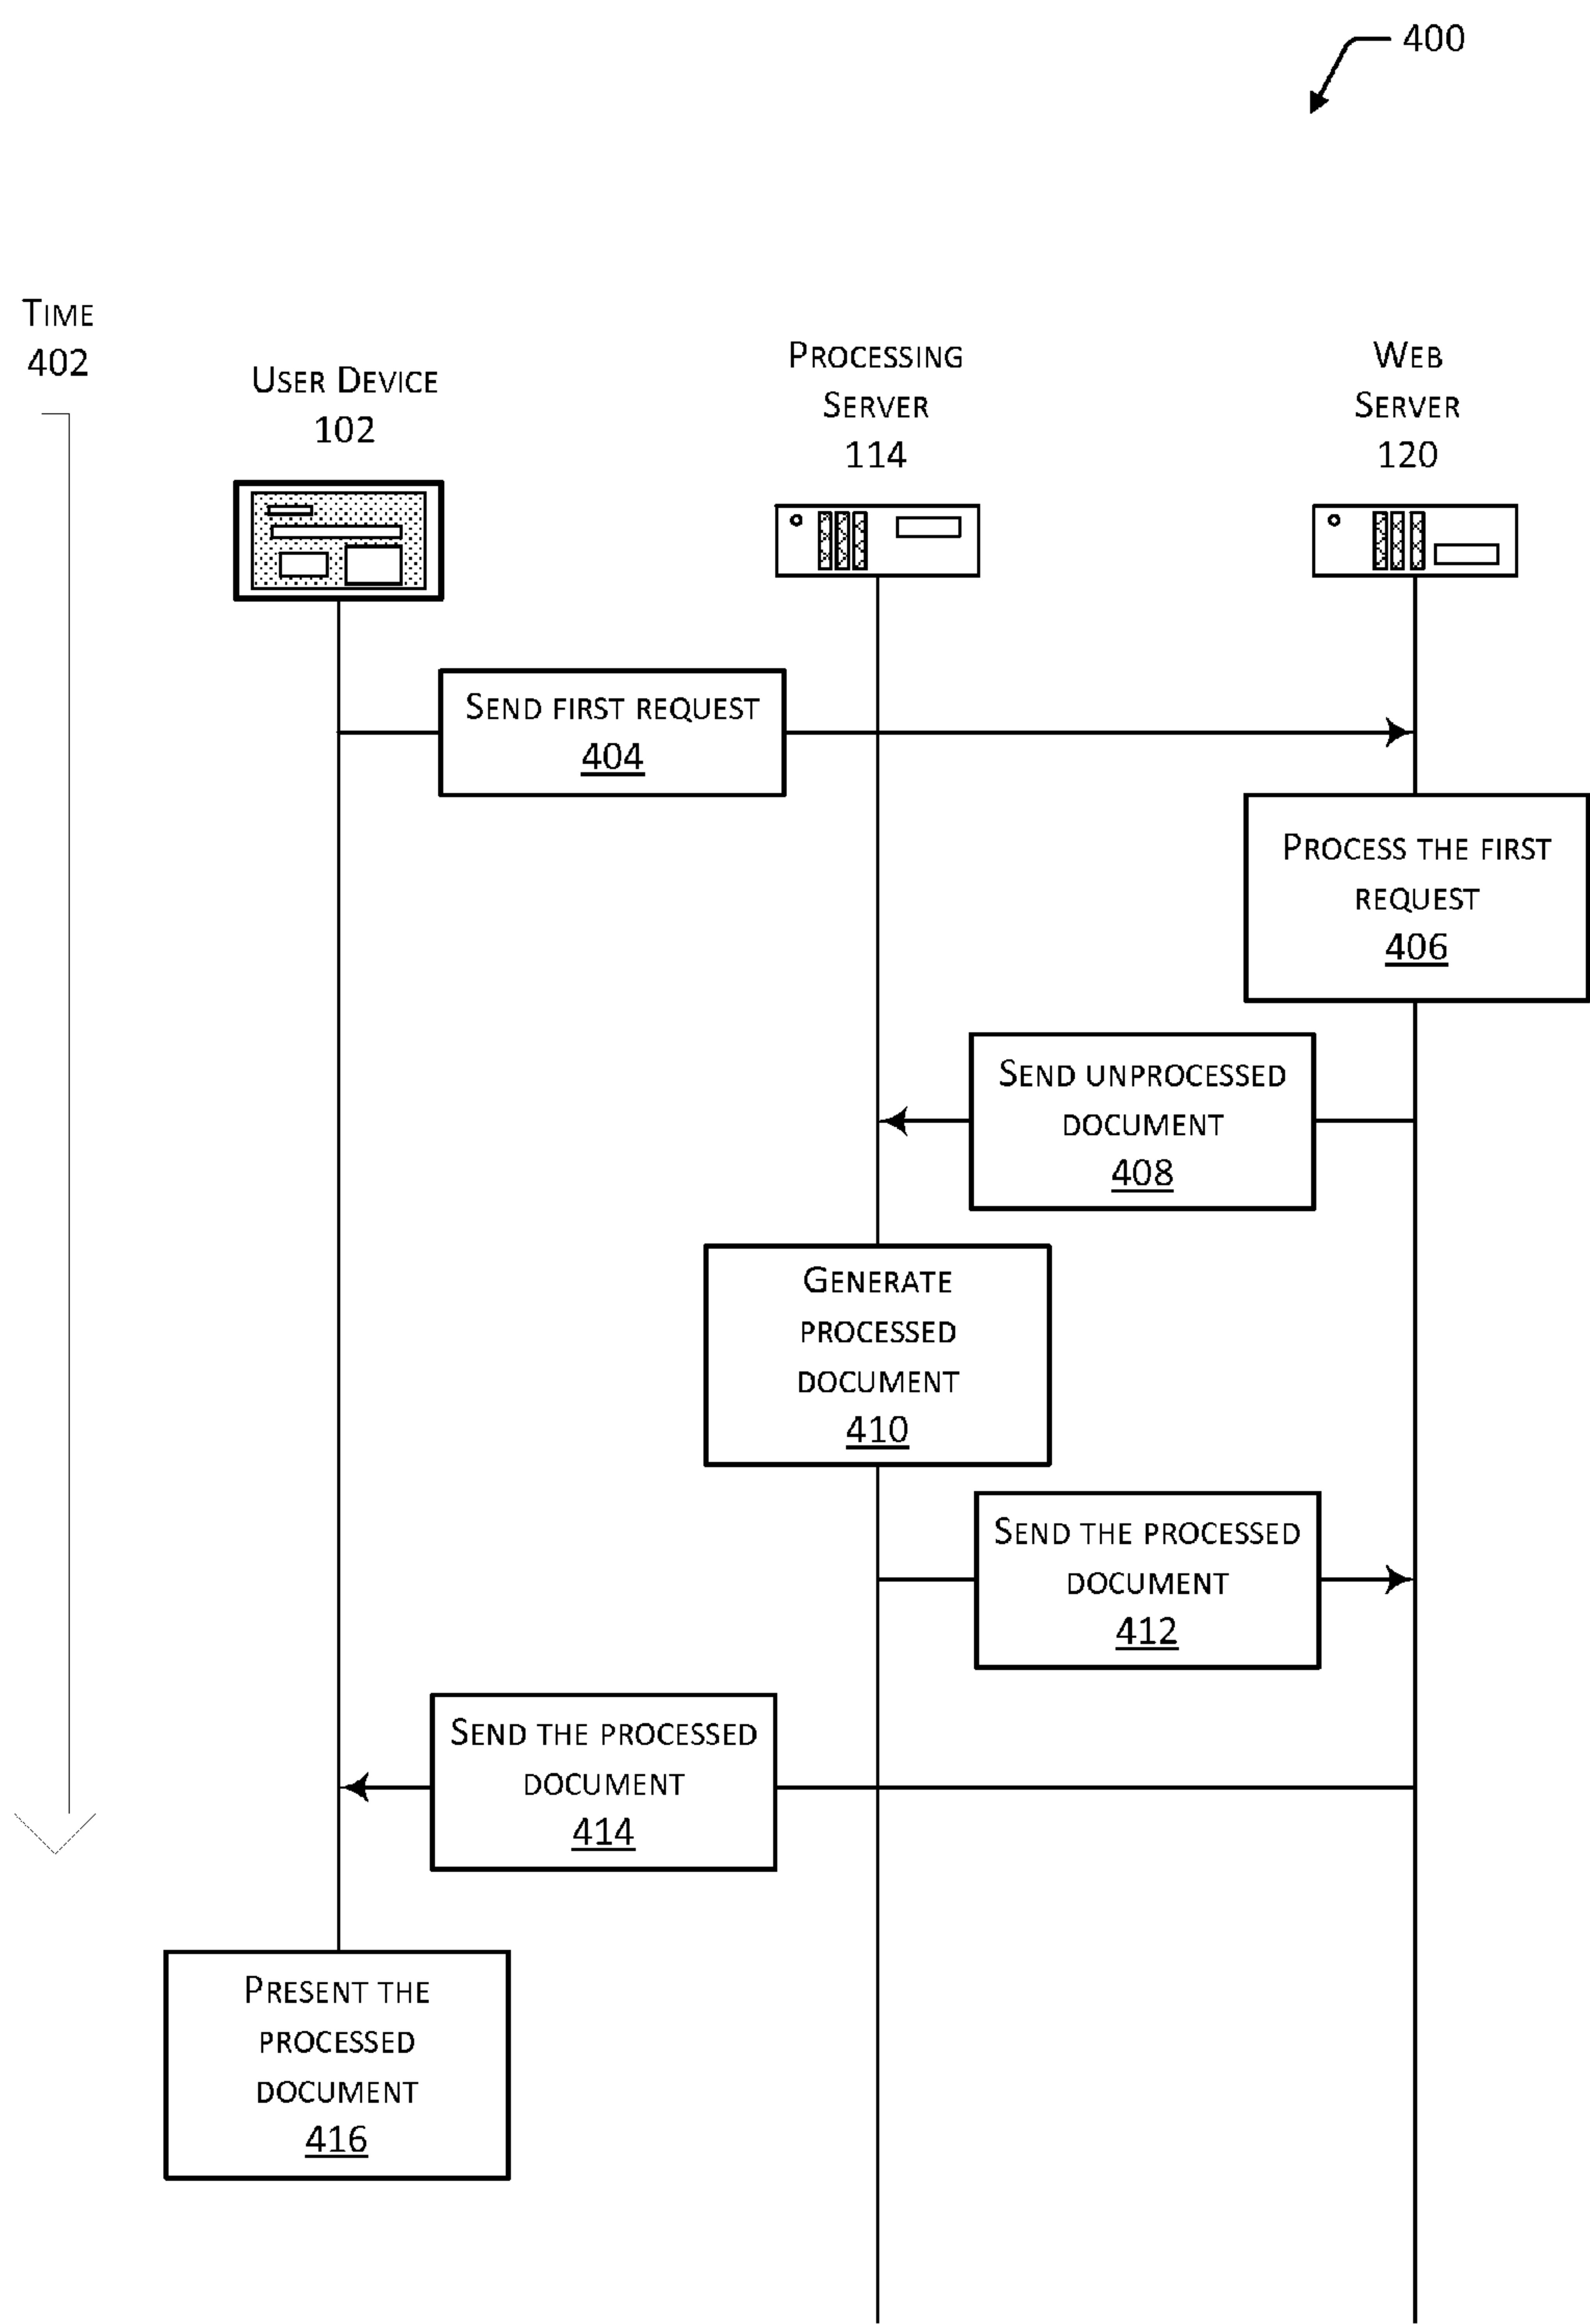 400
TIME
402
USER DEVICE
102
PROCESSING
SERVER
114
WEB
SERVER
120
SEND FIRST REQUEST
404
PROCESS THE FIRST
REQUEST
406
SEND UNPROCESSED
DOCUMENT
408
GENERATE
PROCESSED
DOCUMENT
410
SEND THE PROCESSED
DOCUMENT
412
SEND THE PROCESSED
DOCUMENT
414
PRESENT THE
PROCESSED
DOCUMENT
416